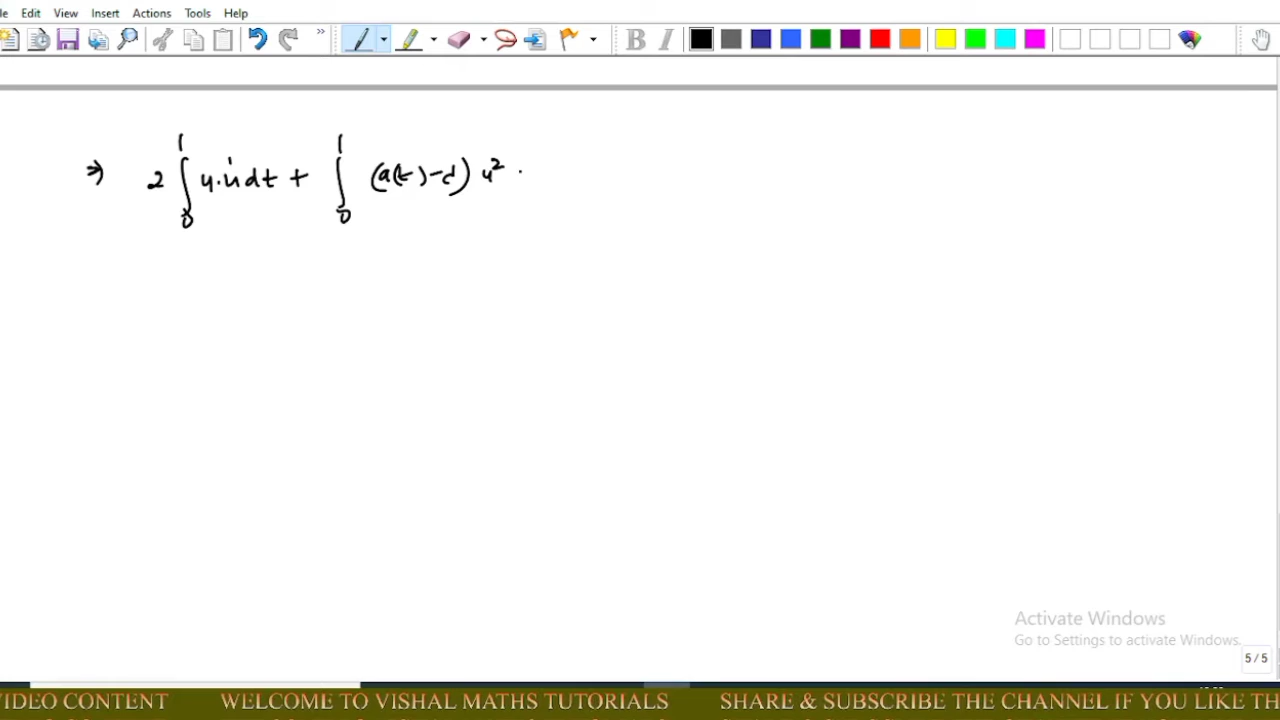 Edit View Insert Actions Tools Help
B I
⇒ 2 ∫₀¹ u.u̇ dt + ∫₀¹ (a(t)-d) u² .
Activate Windows
Go to Settings to activate Windows.
5 / 5
VIDEO CONTENT WELCOME TO VISHAL MATHS TUTORIALS SHARE & SUBSCRIBE THE CHANNEL IF YOU LIKE TH